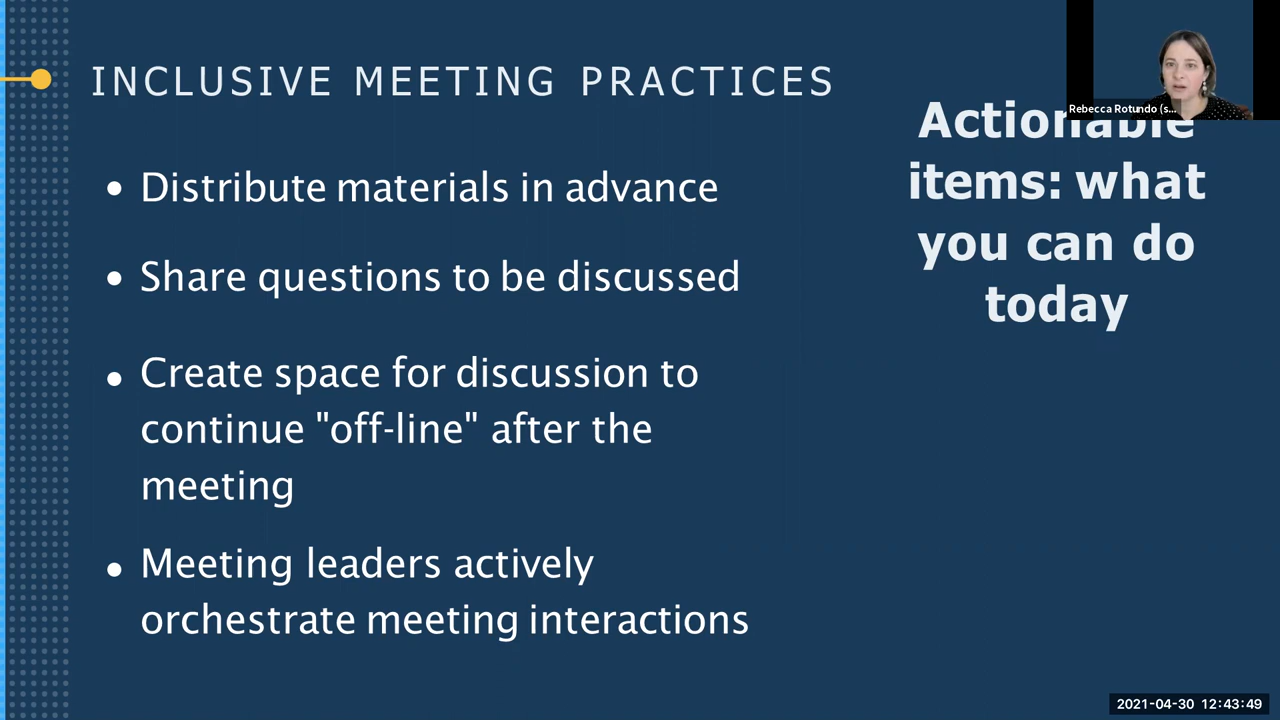 INCLUSIVE MEETING PRACTICES
Distribute materials in advance
Share questions to be discussed
Create space for discussion to
continue "off-line" after the
meeting
Meeting leaders actively
orchestrate meeting interactions
Rebecca Rotundo (s...
Actionable
items: what
you can do
today
2021-04-30 12:43:49